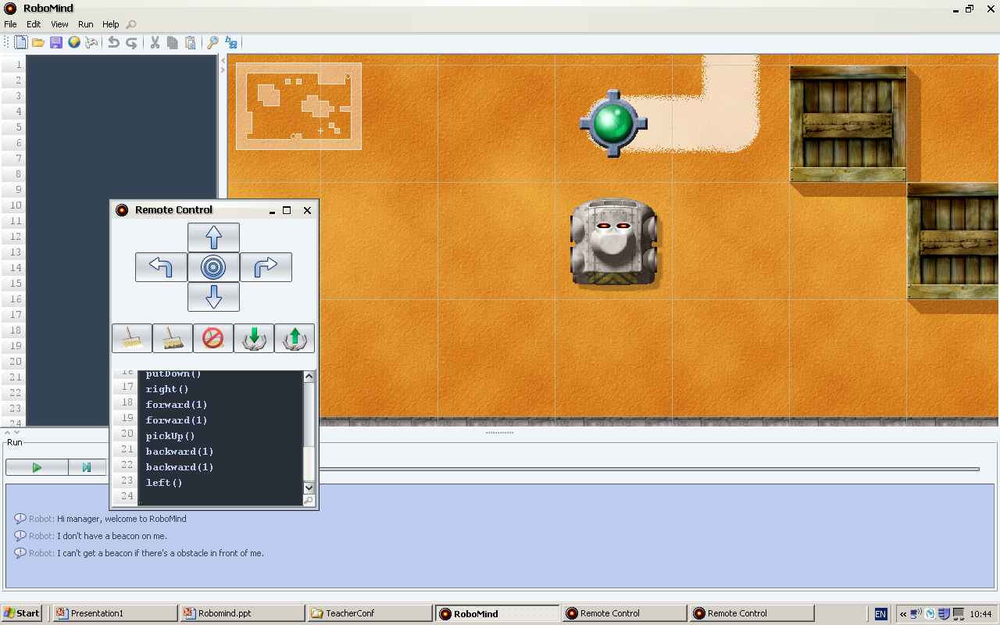 RoboMind
File Edit View Run Help
1
2
3
4
5
6
7
8
9
10
11
12
13
14
15
16
17
18
19
20
21
22
23
24
Remote Control
16 putDown()
17 right()
18 forward(1)
19 forward(1)
20 pickUp()
21 backward(1)
22 backward(1)
23 left()
24
Run
Robot: Hi manager, welcome to RoboMind
Robot: I don't have a beacon on me.
Robot: I can't get a beacon if there's a obstacle in front of me.
Start Presentation1 Robomind.ppt TeacherConf RoboMind Remote Control Remote Control EN « 10:44